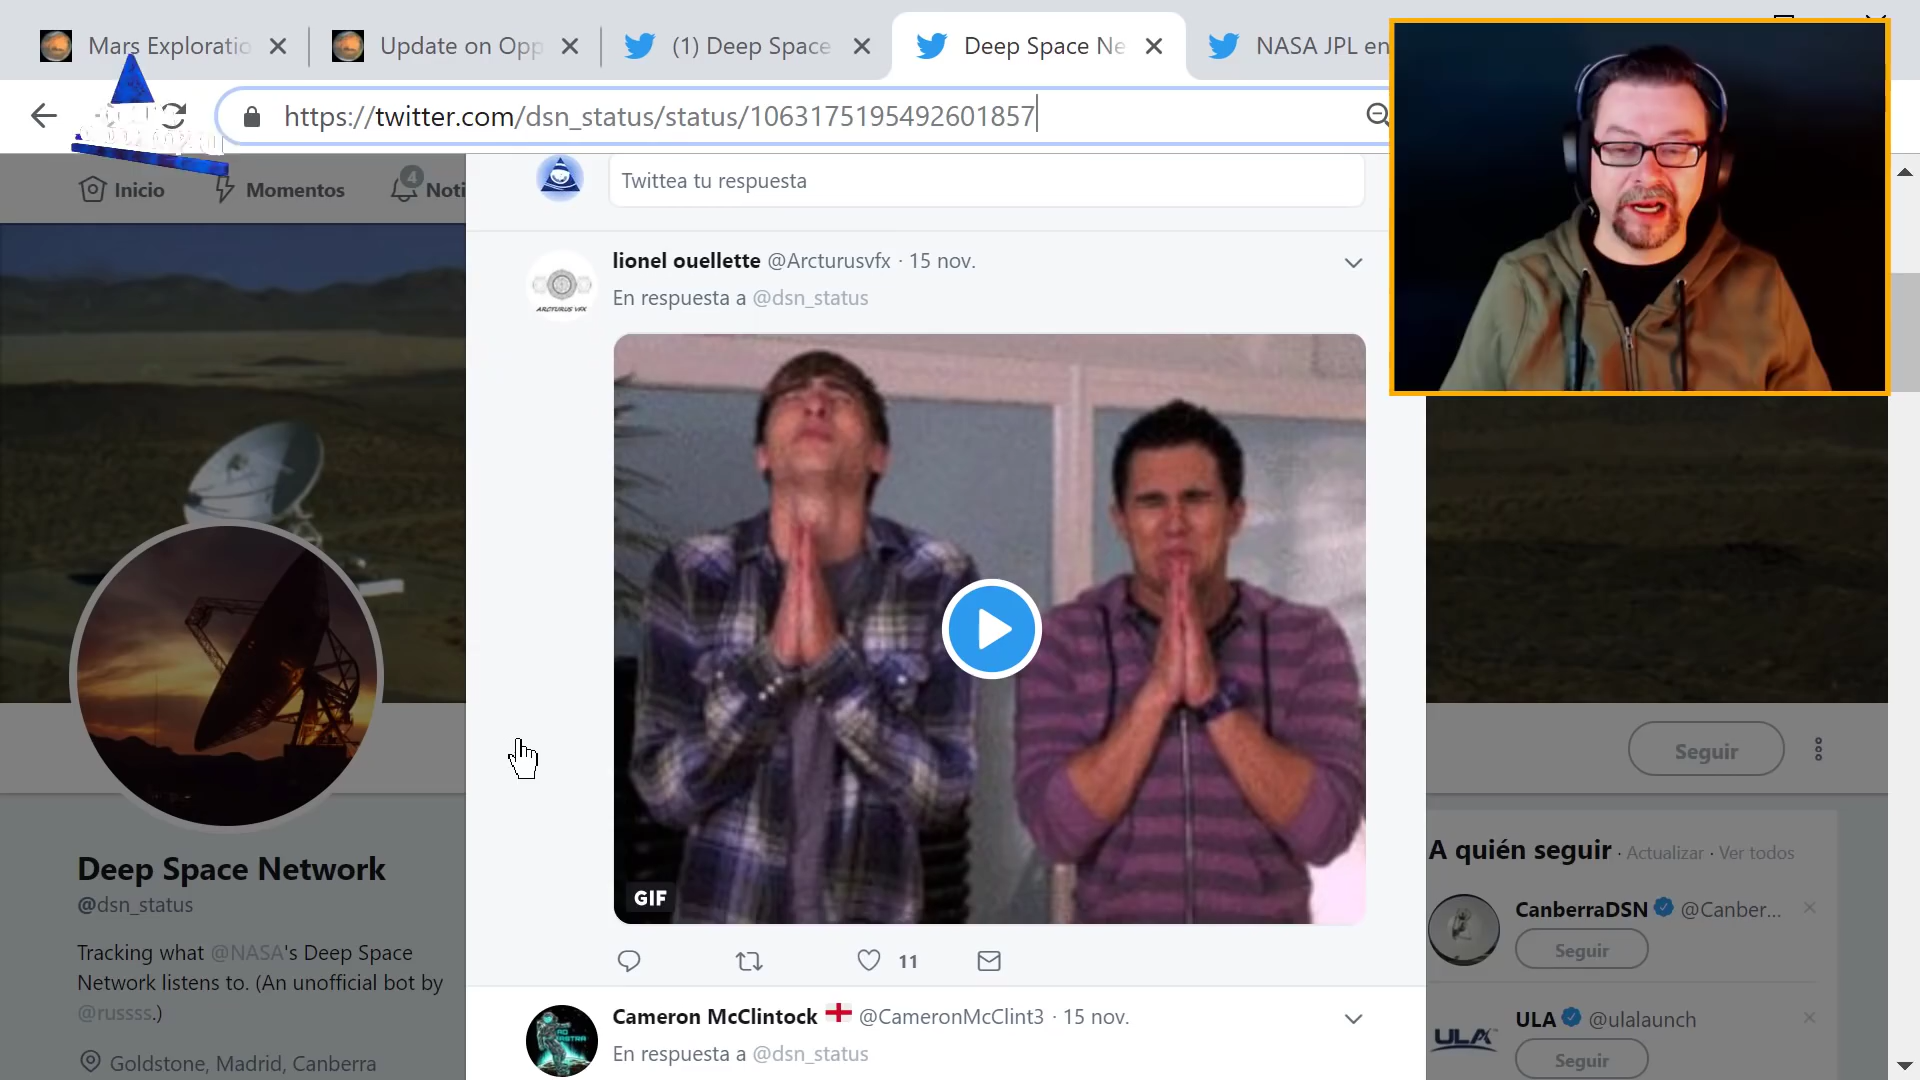 Mars Exploratio
Update on Opp
(1) Deep Space
Deep Space Ne
NASA JPL en
https://twitter.com/dsn_status/status/1063175195492601857
Inicio
Momentos
4
Noti
Twittea tu respuesta
lionel ouellette @Arcturusvfx · 15 nov.
En respuesta a @dsn_status
ARCTURUS VFX
GIF
11
Cameron McClintock @CameronMcClint3 · 15 nov.
En respuesta a @dsn_status
Deep Space Network
@dsn_status
Tracking what @NASA's Deep Space
Network listens to. (An unofficial bot by
@russss.)
Goldstone, Madrid, Canberra
Seguir
A quién seguir · Actualizar · Ver todos
CanberraDSN @Canber...
Seguir
ULA @ulalaunch
ULA
Seguir